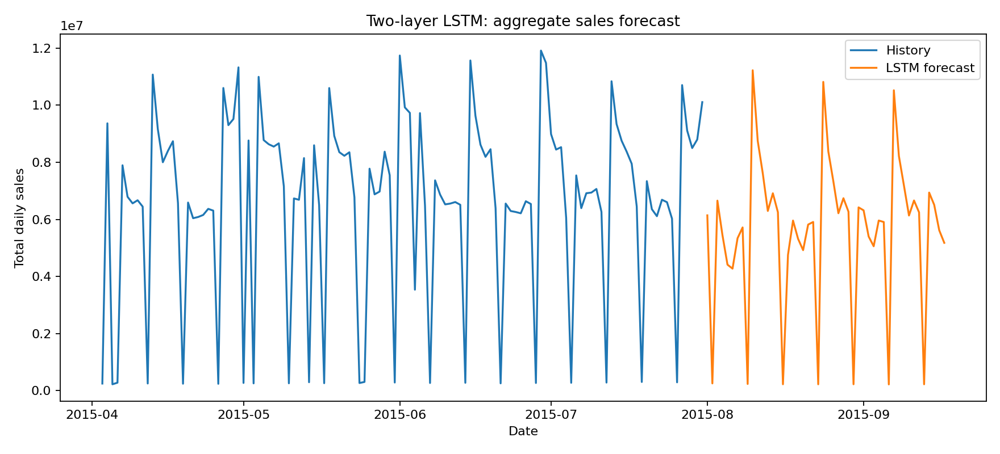 Two-layer LSTM: aggregate sales forecast
1e7
History
LSTM forecast
1.2
1.0
0.8
0.6
0.4
0.2
0.0
Total daily sales
2015-04
2015-05
2015-06
2015-07
2015-08
2015-09
Date